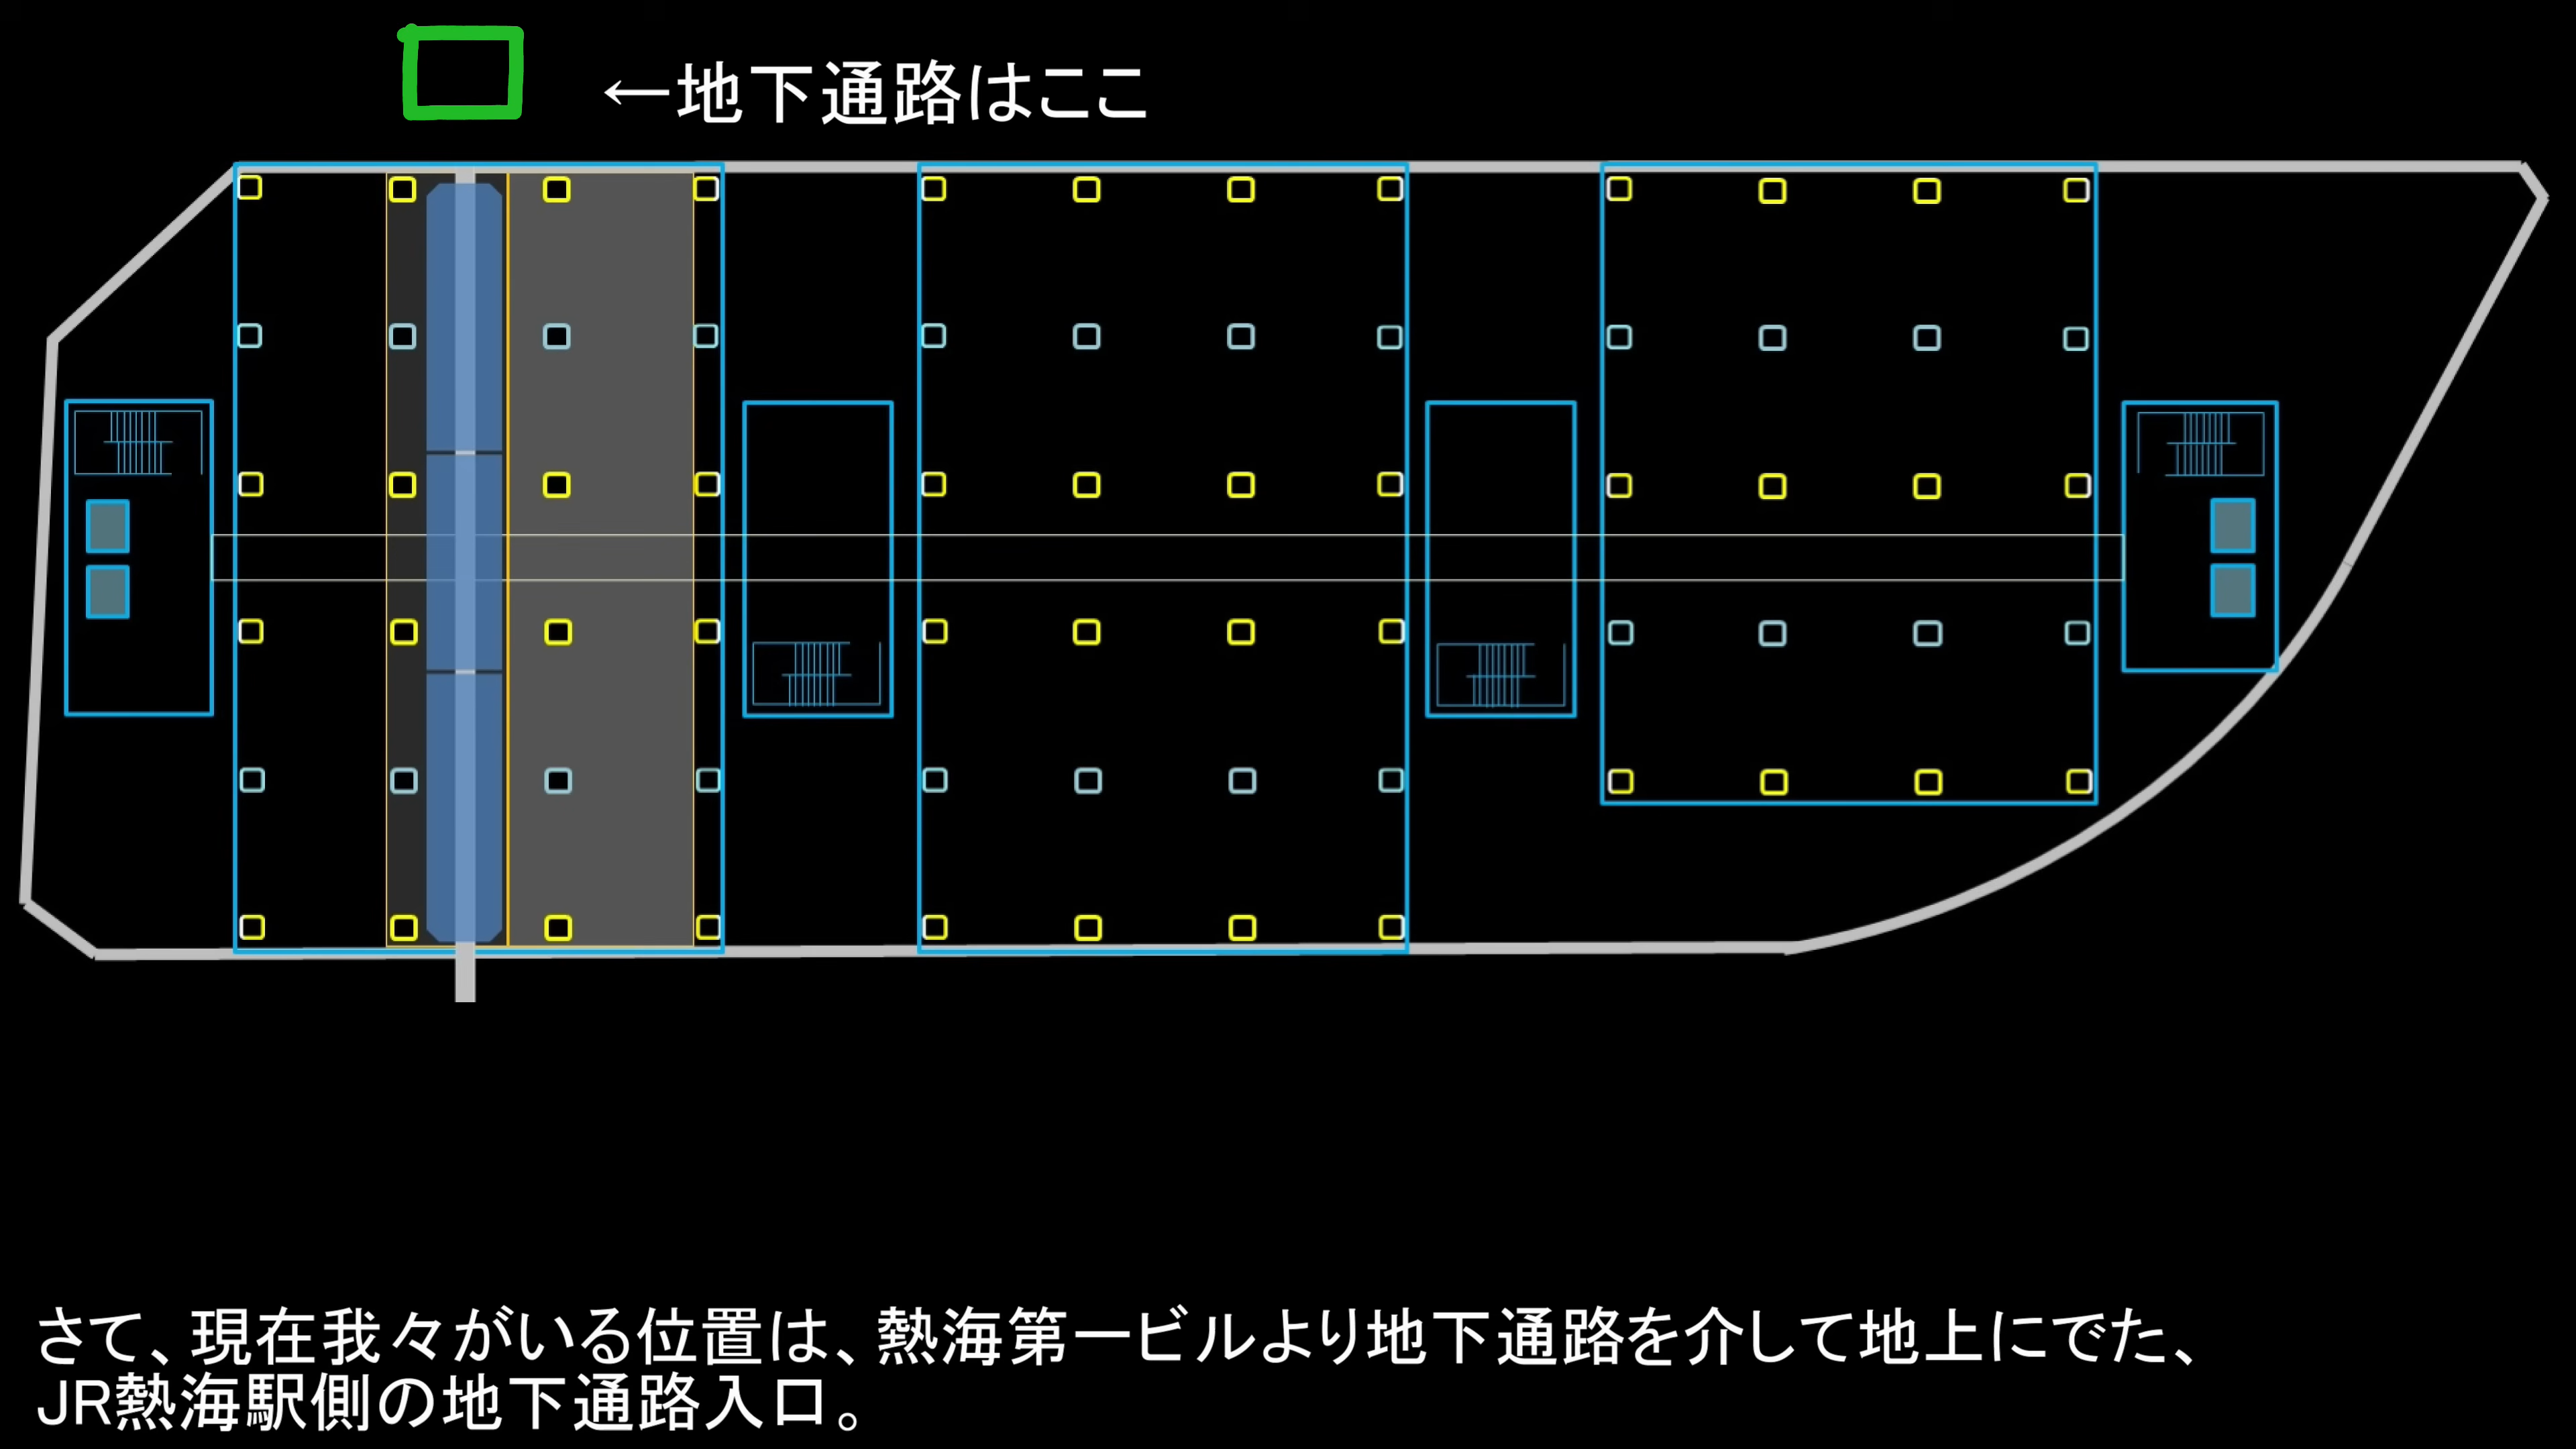 ←地下通路はここ
さて、現在我々がいる位置は、熱海第一ビルより地下通路を介して地上にでた、
JR熱海駅側の地下通路入口。